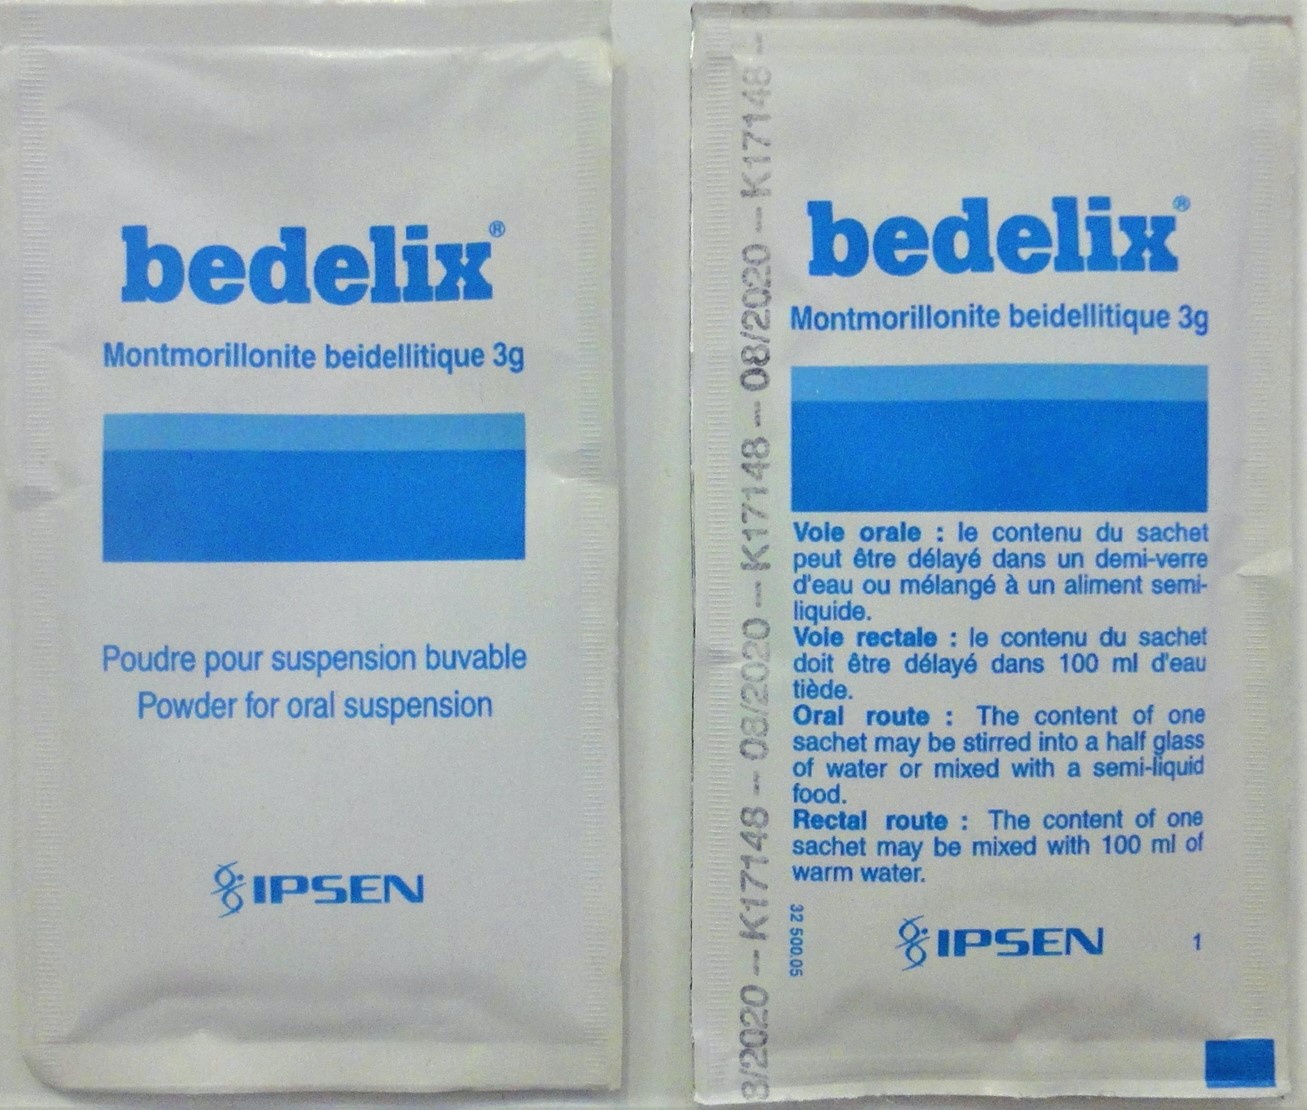 bedelix®
Montmorillonite beidellitique 3g
Poudre pour suspension buvable
Powder for oral suspension
IPSEN
8/2020 – K17148 – 08/2020 – K17148 – 08/2020 – K17148 –
bedelix®
Montmorillonite beidellitique 3g
Voie orale : le contenu du sachet
peut être délayé dans un demi-verre
d'eau ou mélangé à un aliment semi-
liquide.
Voie rectale : le contenu du sachet
doit être délayé dans 100 ml d'eau
tiède.
Oral route : The content of one
sachet may be stirred into a half glass
of water or mixed with a semi-liquid
food.
Rectal route : The content of one
sachet may be mixed with 100 ml of
warm water.
32 500.05
IPSEN
1